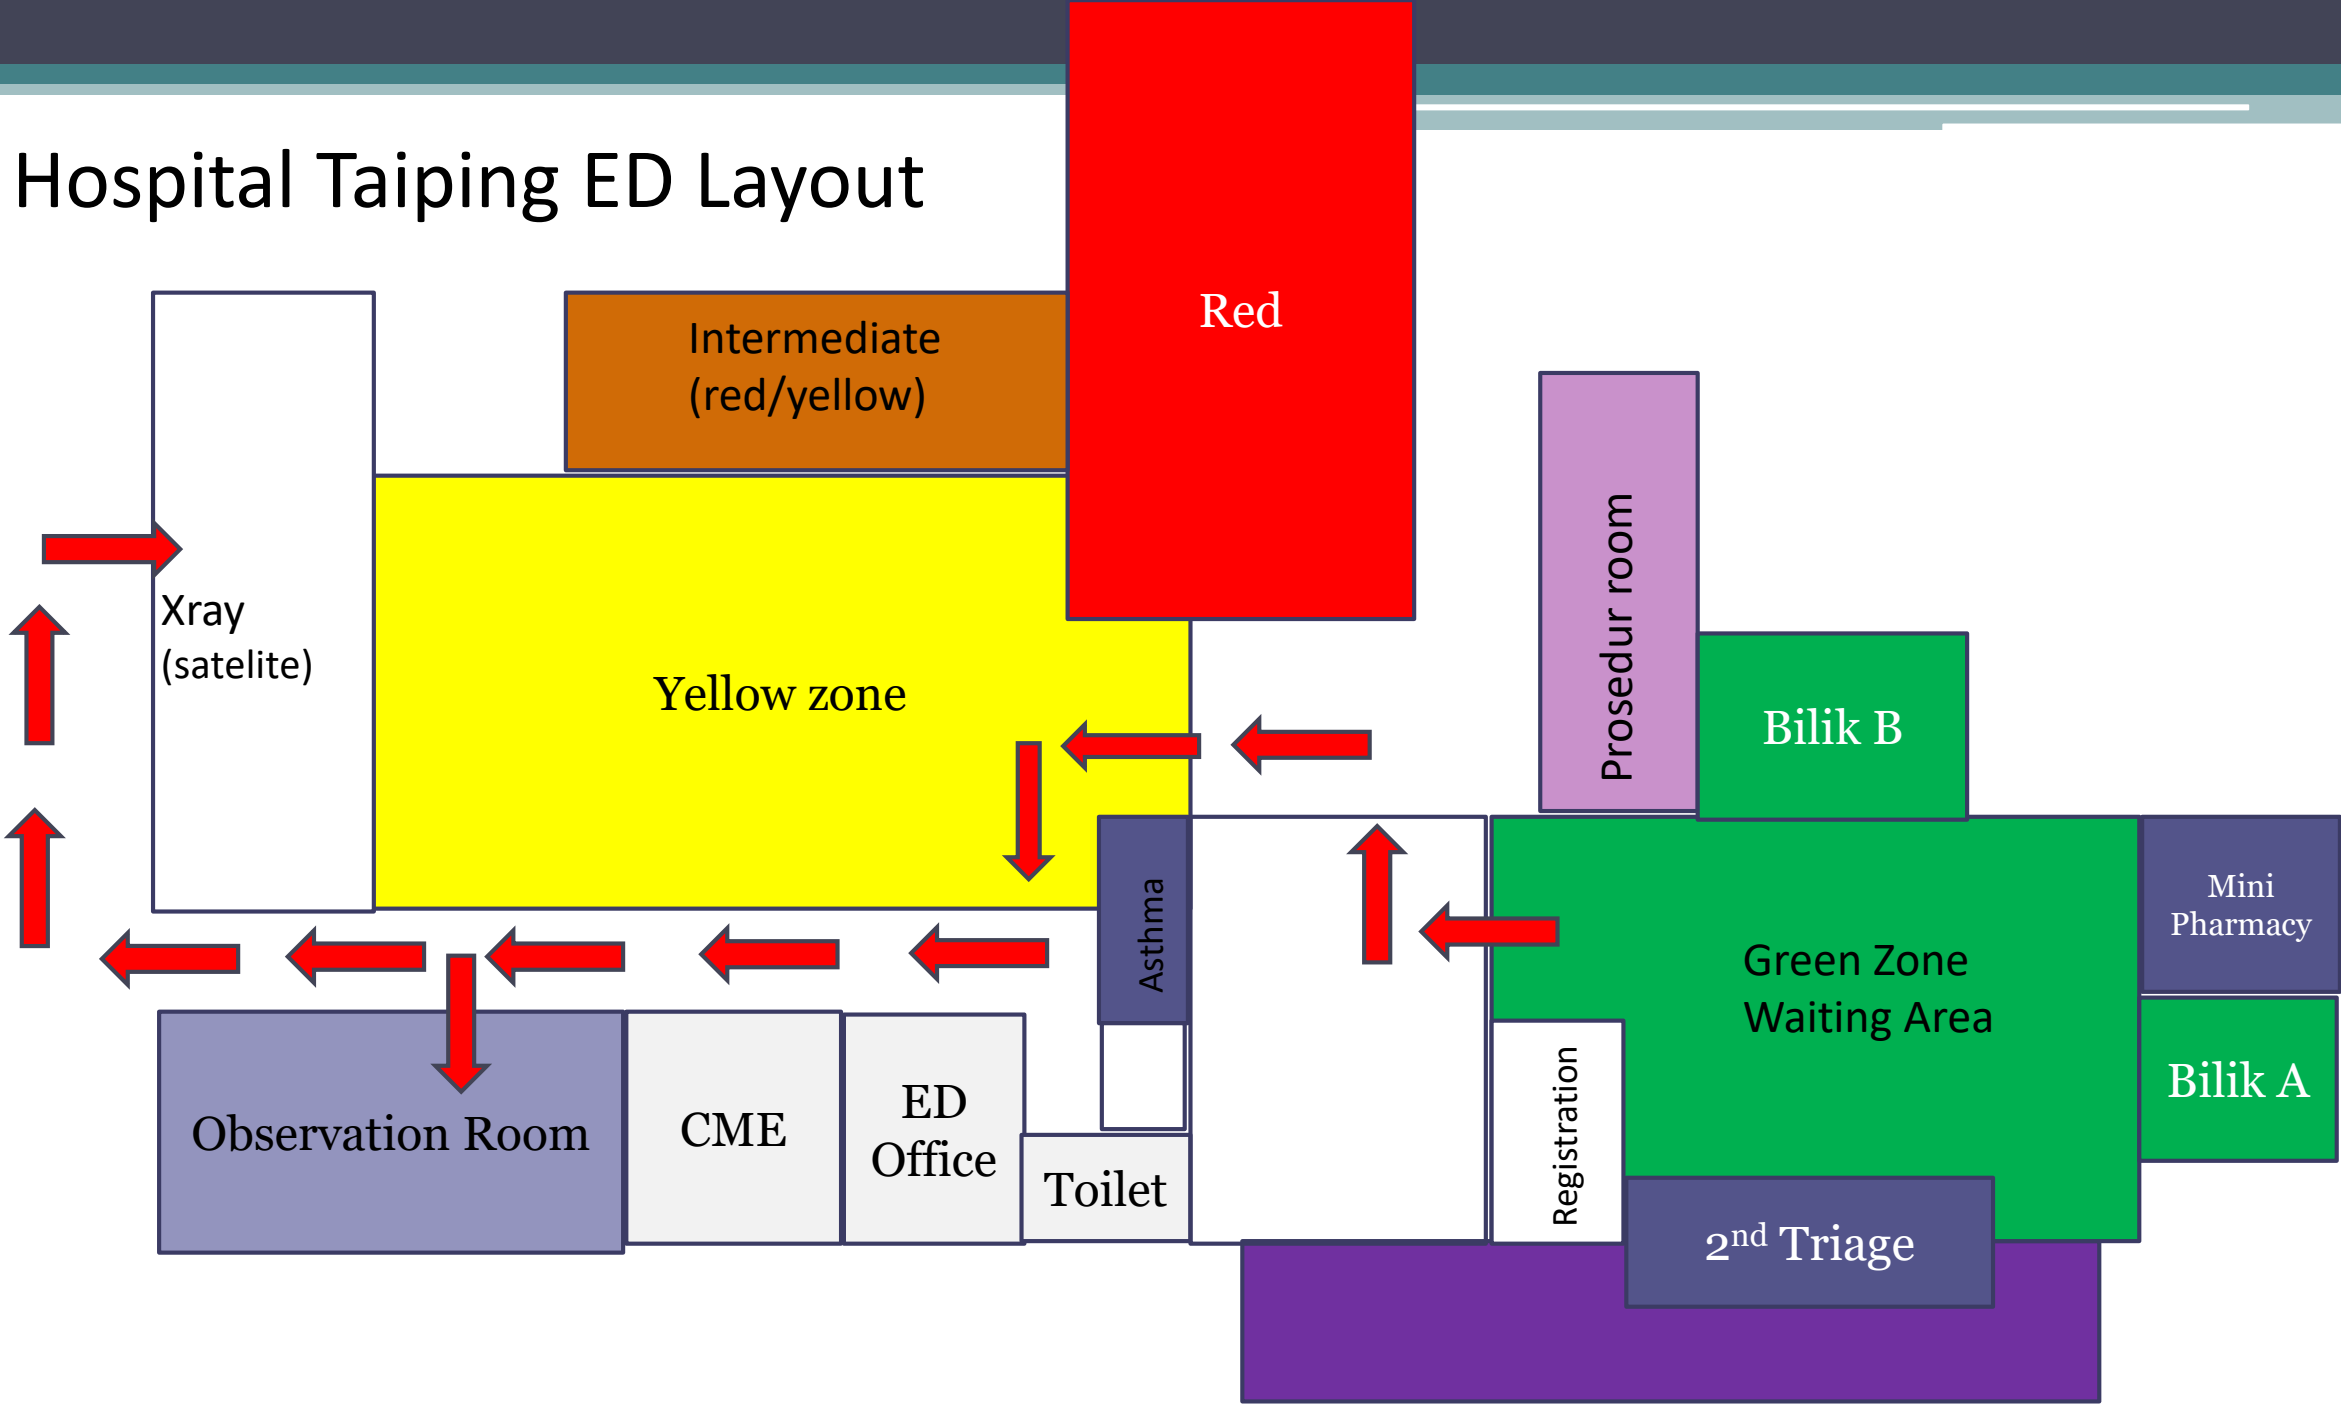 Hospital Taiping ED Layout
Red
Intermediate
(red/yellow)
Prosedur room
Xray
(satelite)
Yellow zone
Bilik B
Asthma
Mini
Pharmacy
Green Zone
Waiting Area
Observation Room
CME
ED
Office
Toilet
Registration
Bilik A
2nd Triage